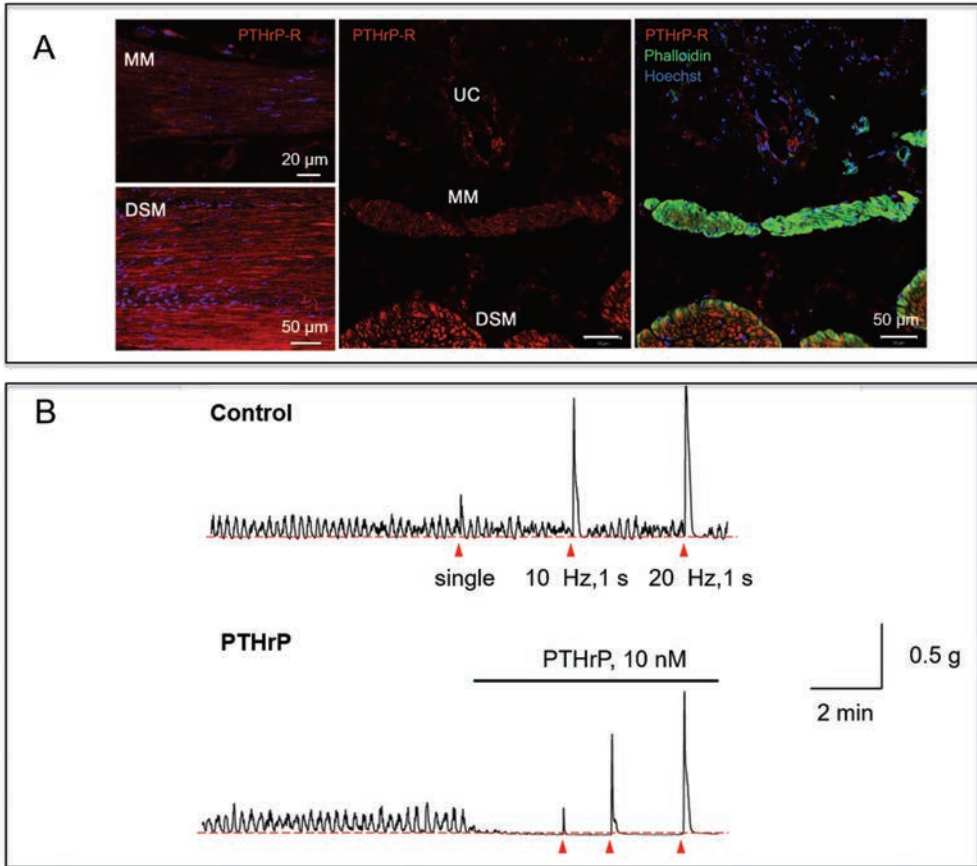 A
PTHrP-R
MM
20 µm
DSM
50 µm
PTHrP-R
UC
MM
DSM
PTHrP-R
Phalloidin
Hoechst
50 µm
B
Control
single 10 Hz,1 s 20 Hz,1 s
PTHrP
PTHrP, 10 nM
0.5 g
2 min